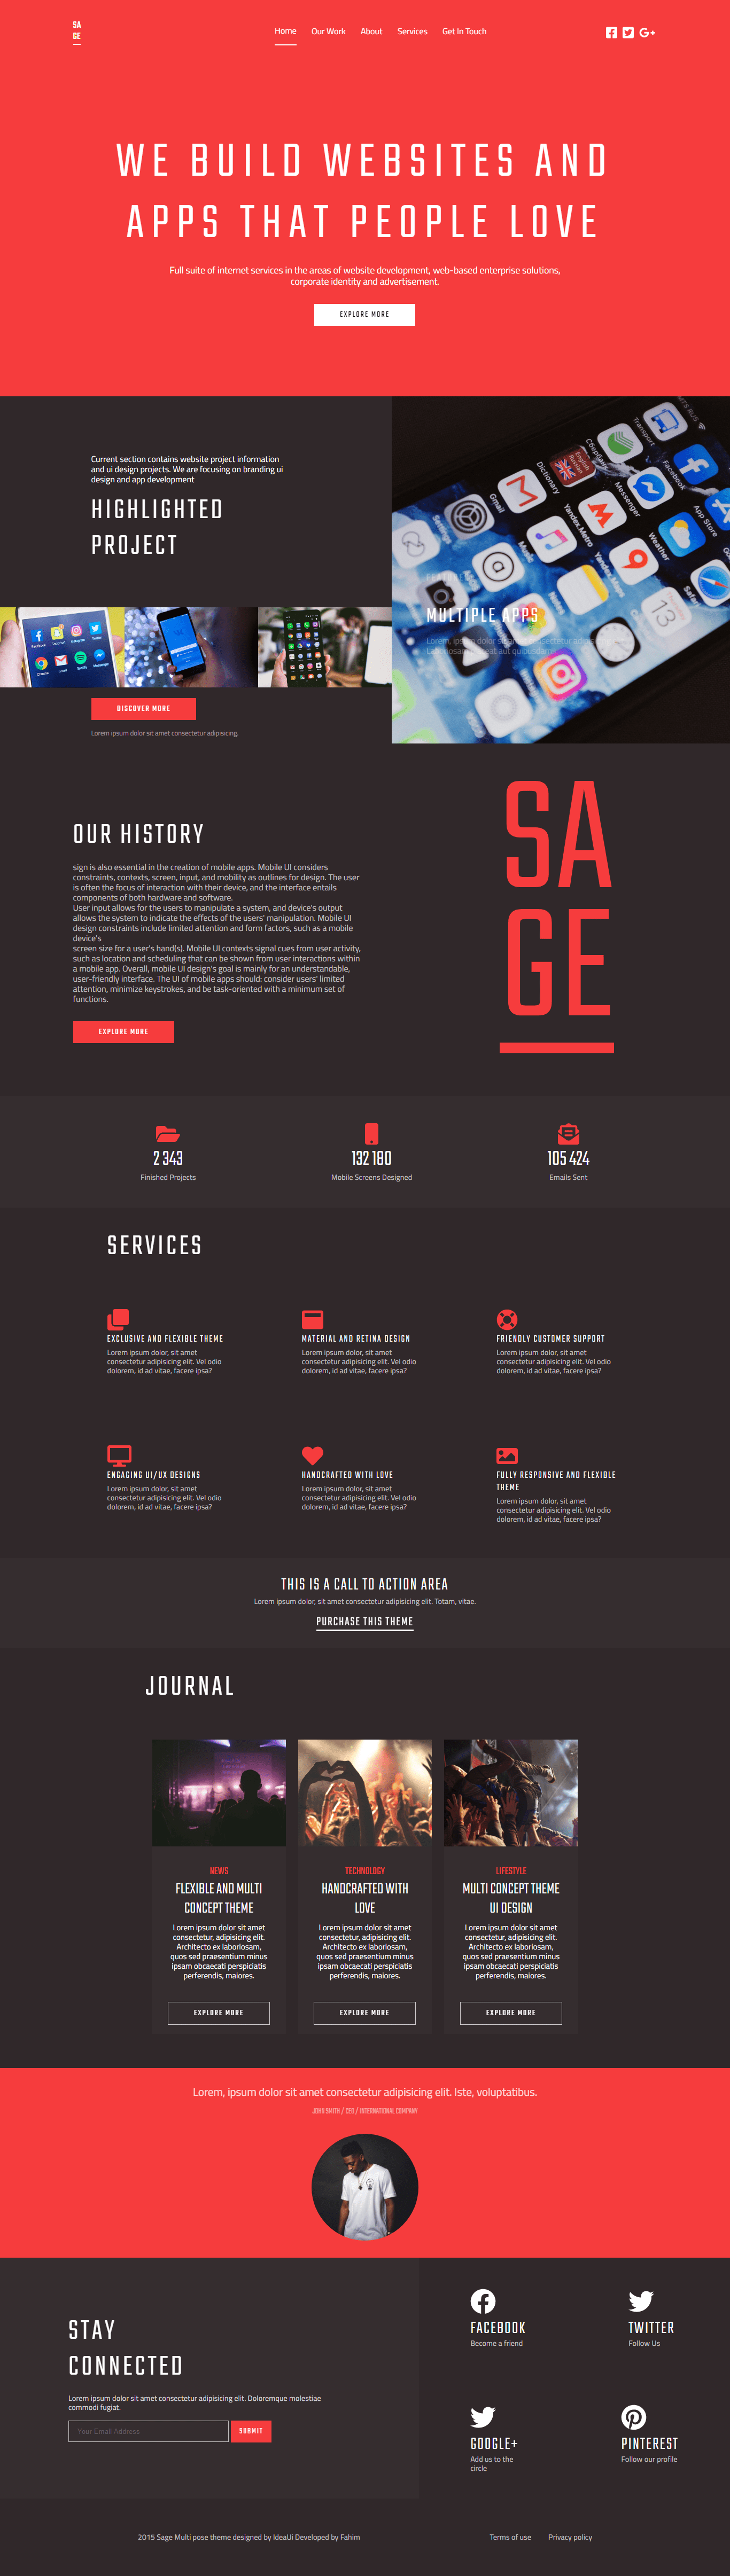 SA
GE
Home Our Work About Services Get In Touch
WE BUILD WEBSITES AND
APPS THAT PEOPLE LOVE
Full suite of internet services in the areas of website development, web-based enterprise solutions,
corporate identity and advertisement.
EXPLORE MORE
Current section contains website project information
and ui design projects. We are focusing on branding ui
design and app development
HIGHLIGHTED
PROJECT
DISCOVER MORE
Lorem ipsum dolor sit amet consectetur adipisicing.
Transport
Facebook
App Store
Messenger
Weather
Dictionary
Yandex.Metro
Yandex.Maps
Gmail
Music
MULTIPLE APPS
OUR HISTORY
sign is also essential in the creation of mobile apps. Mobile UI considers
constraints, contexts, screen, input, and mobility as outlines for design. The user
is often the focus of interaction with their device, and the interface entails
components of both hardware and software.
User input allows for the users to manipulate a system, and device's output
allows the system to indicate the effects of the users' manipulation. Mobile UI
design constraints include limited attention and form factors, such as a mobile
device's
screen size for a user's hand(s). Mobile UI contexts signal cues from user activity,
such as location and scheduling that can be shown from user interactions within
a mobile app. Overall, mobile UI design's goal is mainly for an understandable,
user-friendly interface. The UI of mobile apps should: consider users' limited
attention, minimize keystrokes, and be task-oriented with a minimum set of
functions.
EXPLORE MORE
SA
GE
2 343
Finished Projects
132 180
Mobile Screens Designed
105 424
Emails Sent
SERVICES
EXCLUSIVE AND FLEXIBLE THEME
Lorem ipsum dolor, sit amet
consectetur adipisicing elit. Vel odio
dolorem, id ad vitae, facere ipsa?
MATERIAL AND RETINA DESIGN
Lorem ipsum dolor, sit amet
consectetur adipisicing elit. Vel odio
dolorem, id ad vitae, facere ipsa?
FRIENDLY CUSTOMER SUPPORT
Lorem ipsum dolor, sit amet
consectetur adipisicing elit. Vel odio
dolorem, id ad vitae, facere ipsa?
ENGAGING UI/UX DESIGNS
Lorem ipsum dolor, sit amet
consectetur adipisicing elit. Vel odio
dolorem, id ad vitae, facere ipsa?
HANDCRAFTED WITH LOVE
Lorem ipsum dolor, sit amet
consectetur adipisicing elit. Vel odio
dolorem, id ad vitae, facere ipsa?
FULLY RESPONSIVE AND FLEXIBLE
THEME
Lorem ipsum dolor, sit amet
consectetur adipisicing elit. Vel odio
dolorem, id ad vitae, facere ipsa?
THIS IS A CALL TO ACTION AREA
Lorem ipsum dolor, sit amet consectetur adipisicing elit. Totam, vitae.
PURCHASE THIS THEME
JOURNAL
NEWS
FLEXIBLE AND MULTI
CONCEPT THEME
Lorem ipsum dolor sit amet
consectetur, adipisicing elit.
Architecto ex laboriosam,
quos sed praesentium minus
ipsam obcaecati perspiciatis
perferendis, maiores.
EXPLORE MORE
TECHNOLOGY
HANDCRAFTED WITH
LOVE
Lorem ipsum dolor sit amet
consectetur, adipisicing elit.
Architecto ex laboriosam,
quos sed praesentium minus
ipsam obcaecati perspiciatis
perferendis, maiores.
EXPLORE MORE
LIFESTYLE
MULTI CONCEPT THEME
UI DESIGN
Lorem ipsum dolor sit amet
consectetur, adipisicing elit.
Architecto ex laboriosam,
quos sed praesentium minus
ipsam obcaecati perspiciatis
perferendis, maiores.
EXPLORE MORE
Lorem, ipsum dolor sit amet consectetur adipisicing elit. Iste, voluptatibus.
JOHN SMITH / CEO / INTERNATIONAL COMPANY
STAY
CONNECTED
Lorem ipsum dolor sit amet consectetur adipisicing elit. Doloremque molestiae
commodi fugiat.
Your Email Address
SUBMIT
FACEBOOK
Become a friend
TWITTER
Follow Us
GOOGLE+
Add us to the
circle
PINTEREST
Follow our profile
2015 Sage Multi pose theme designed by IdeaUi Developed by Fahim
Terms of use Privacy policy